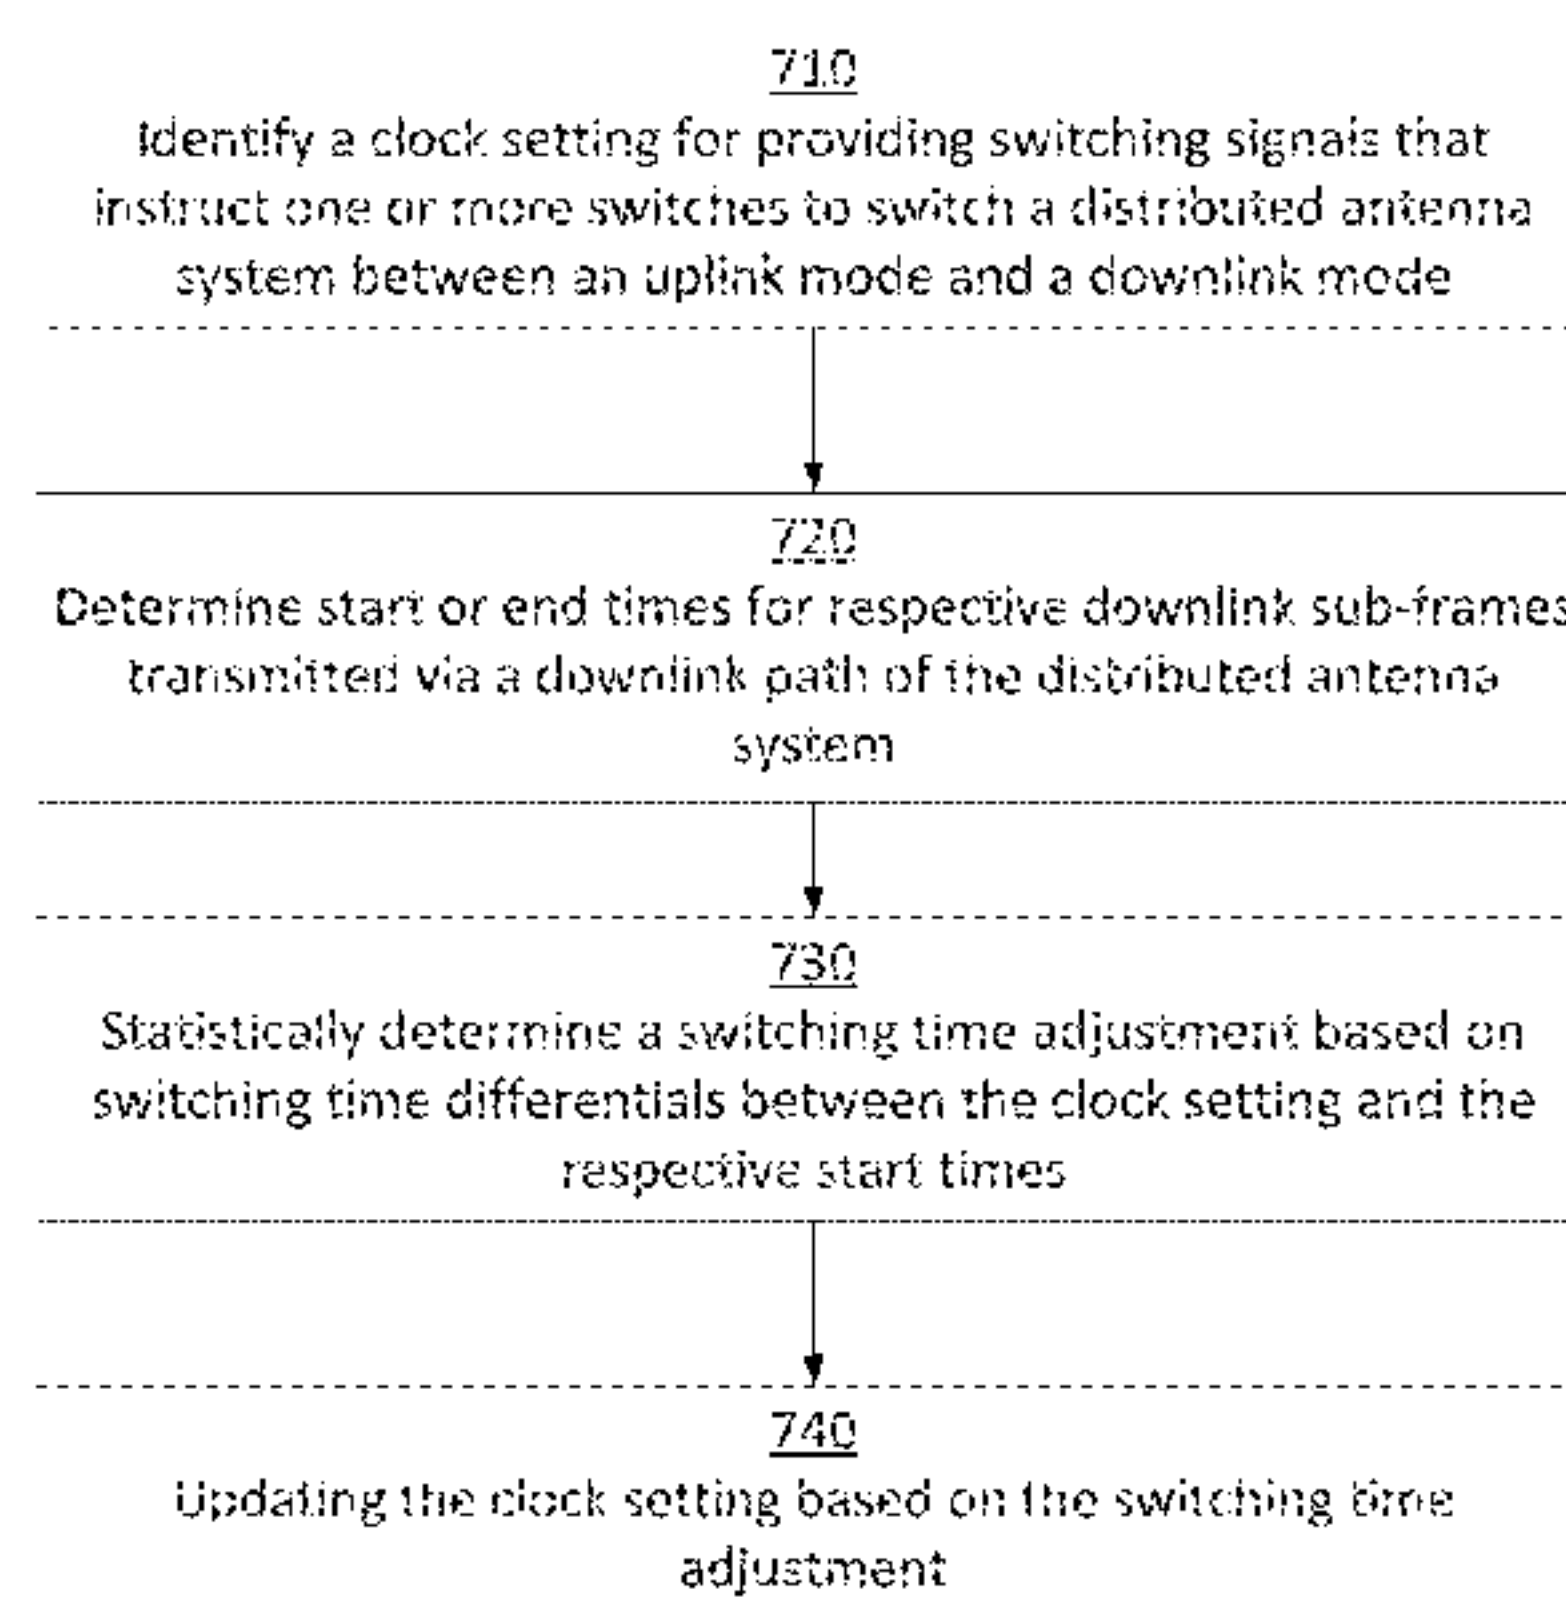 710
Identify a clock setting for providing switching signals that
instruct one or more switches to switch a distributed antenna
system between an uplink mode and a downlink mode
720
Determine start or end times for respective downlink sub-frames
transmitted via a downlink path of the distributed antenna
system
730
Statistically determine a switching time adjustment based on
switching time differentials between the clock setting and the
respective start times
740
Updating the clock setting based on the switching time
adjustment